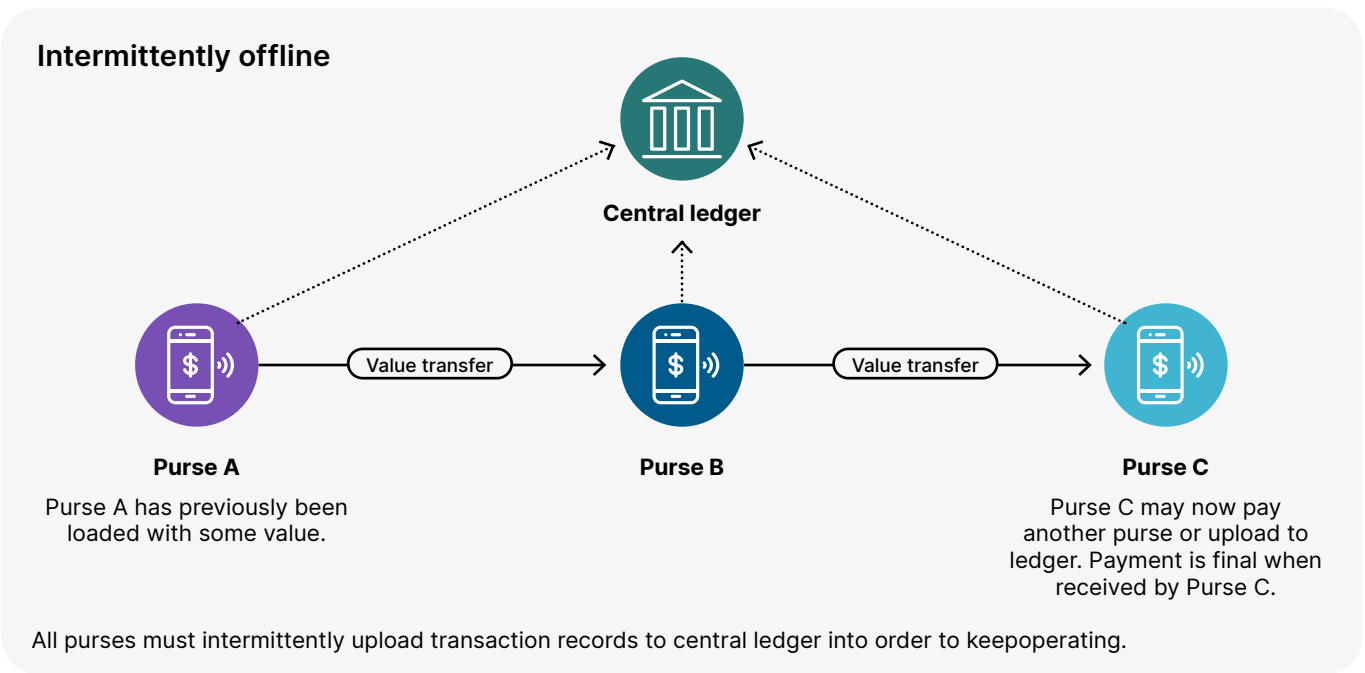 Intermittently offline
Central ledger
Value transfer
Value transfer
Purse A
Purse B
Purse C
Purse A has previously been
loaded with some value.
Purse C may now pay
another purse or upload to
ledger. Payment is final when
received by Purse C.
All purses must intermittently upload transaction records to central ledger into order to keepoperating.